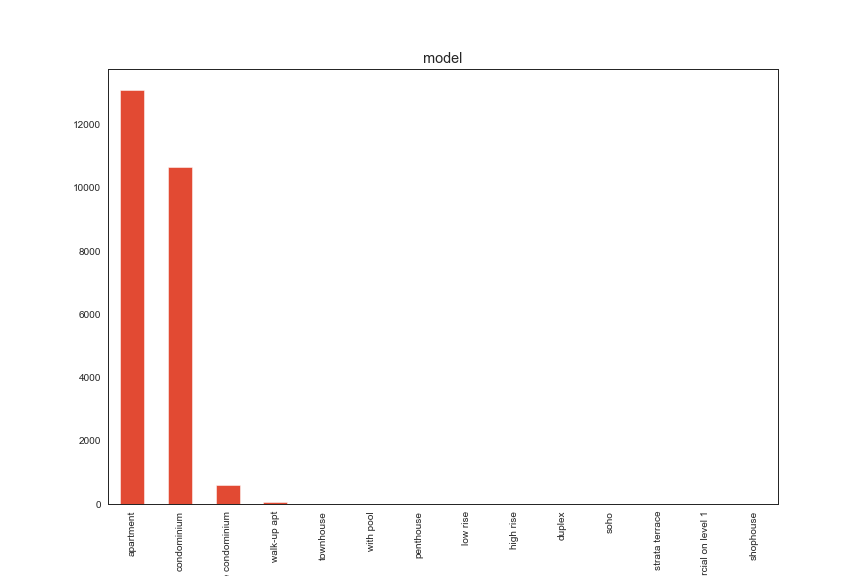 model
12000
10000
8000
6000
4000
2000
0
apartment
condominium
condominium
walk-up apt
townhouse
with pool
penthouse
low rise
high rise
duplex
soho
strata terrace
on level 1
shophouse